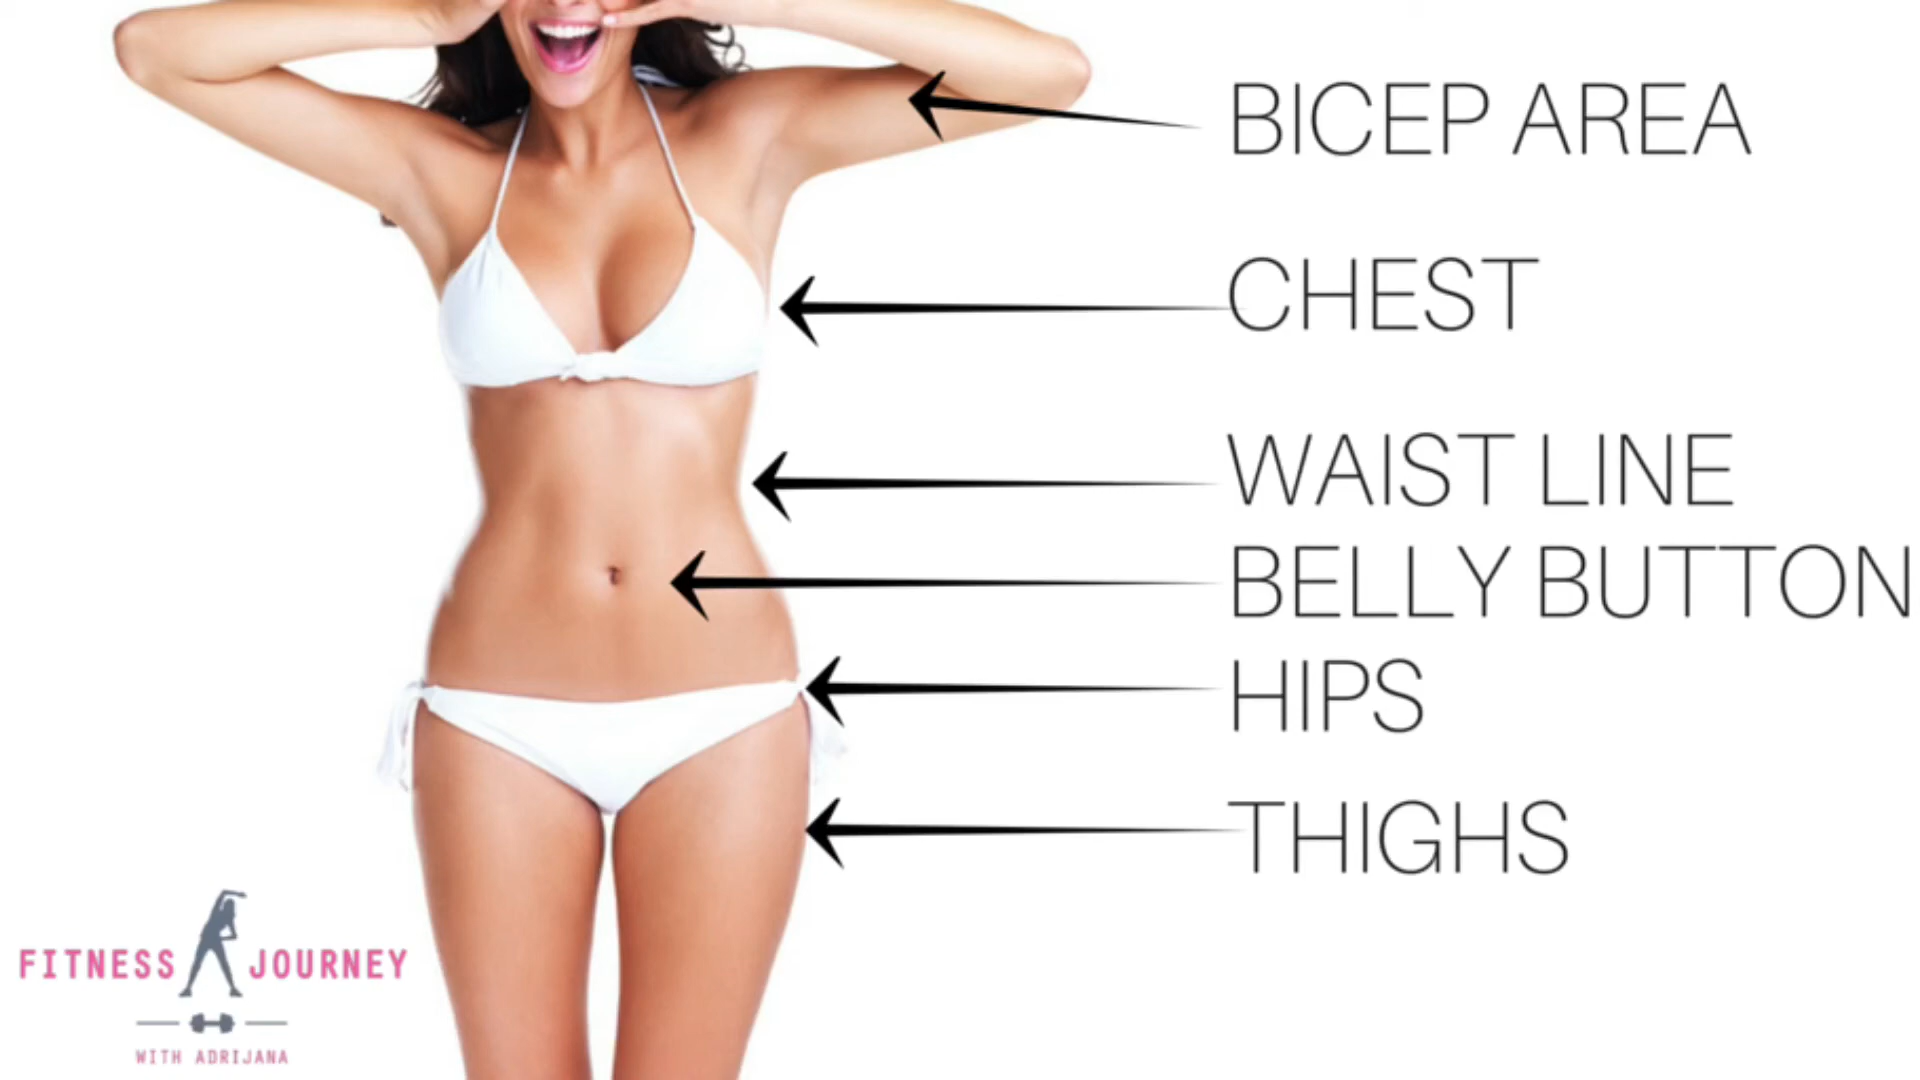 BICEP AREA
CHEST
WAIST LINE
BELLY BUTTON
HIPS
THIGHS
FITNESS JOURNEY
WITH ADRIJANA